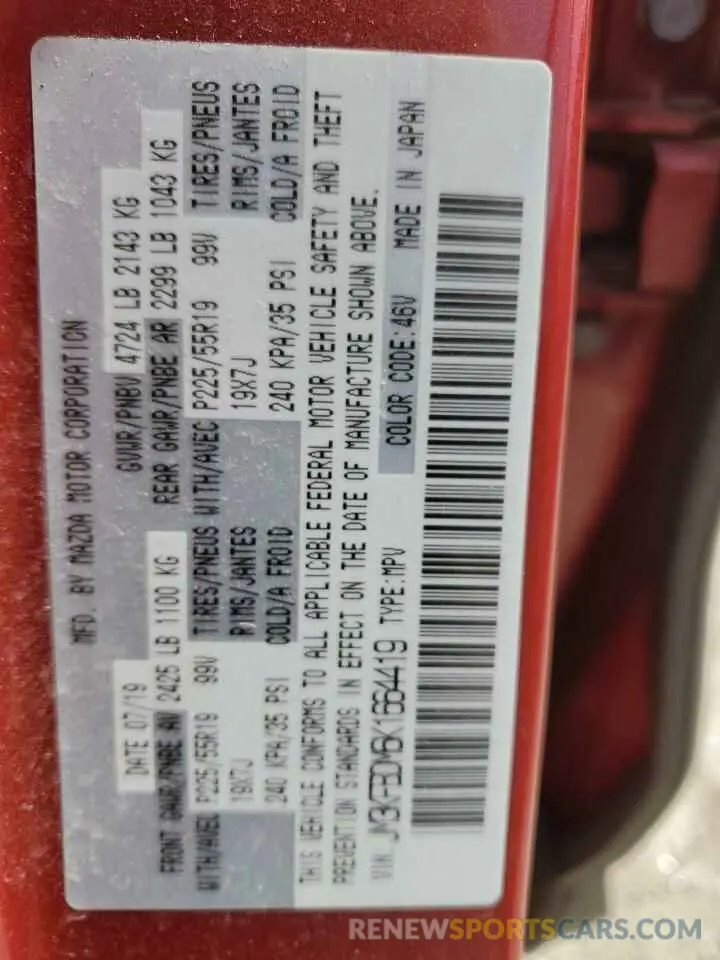 MFD. BY MAZDA MOTOR CORPORATION
DATE 07/19 GVWR/PNBV 4724 LB 2143 KG
FRONT GAWR/PNBE AV 2425 LB 1100 KG REAR GAWR/PNBE AR 2299 LB 1043 KG
WITH/AVEC P225/55R19 99V TIRES/PNEUS WITH/AVEC P225/55R19 99V TIRES/PNEUS
19X7J RIMS/JANTES 19X7J RIMS/JANTES
240 KPA/35 PSI COLD/A FROID 240 KPA/35 PSI COLD/A FROID
THIS VEHICLE CONFORMS TO ALL APPLICABLE FEDERAL MOTOR VEHICLE SAFETY AND THEFT
PREVENTION STANDARDS IN EFFECT ON THE DATE OF MANUFACTURE SHOWN ABOVE.
VIN: JM3KFBDM6K1664419 TYPE:MPV COLOR CODE:46V MADE IN JAPAN
RENEWSPORTSCARS.COM